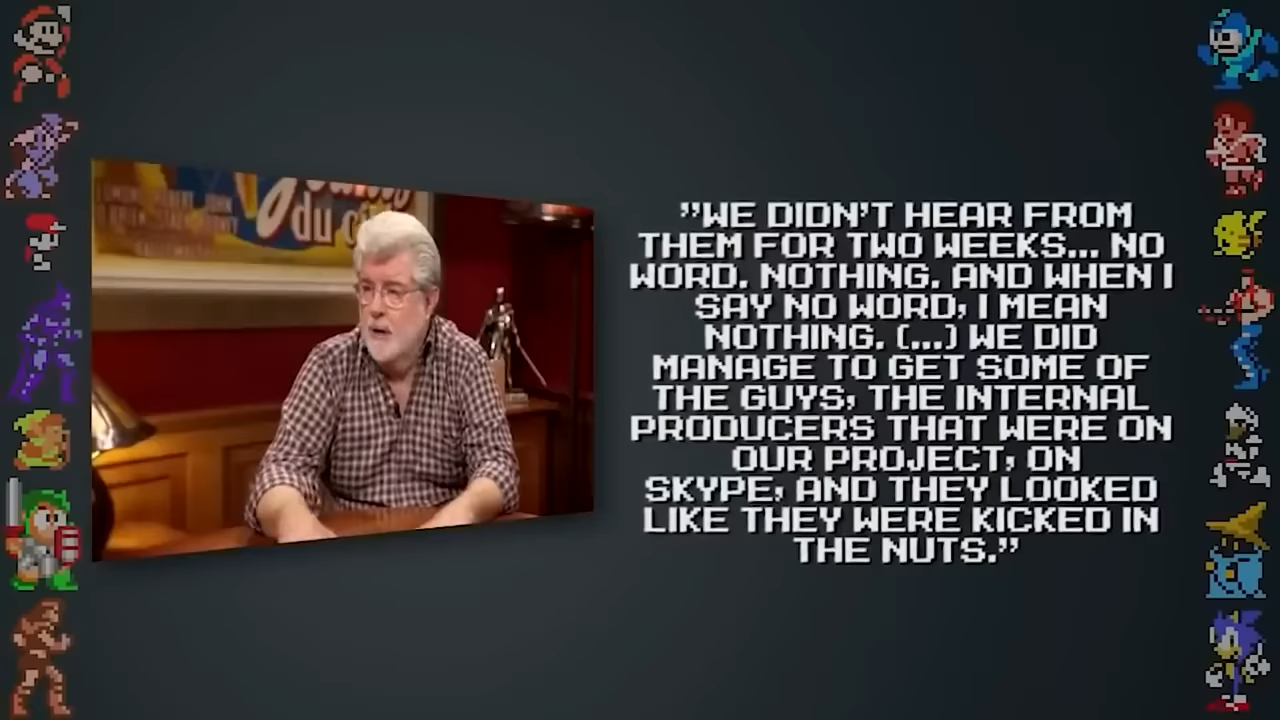 du
"WE DIDN'T HEAR FROM
THEM FOR TWO WEEKS... NO
WORD. NOTHING. AND WHEN I
SAY NO WORD, I MEAN
NOTHING. (...) WE DID
MANAGE TO GET SOME OF
THE GUYS, THE INTERNAL
PRODUCERS THAT WERE ON
OUR PROJECT, ON
SKYPE, AND THEY LOOKED
LIKE THEY WERE KICKED IN
THE NUTS."